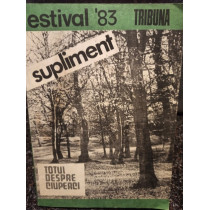 estival '83 TRIBUNA
supliment
TOTUL
DESPRE
CIUPERCI